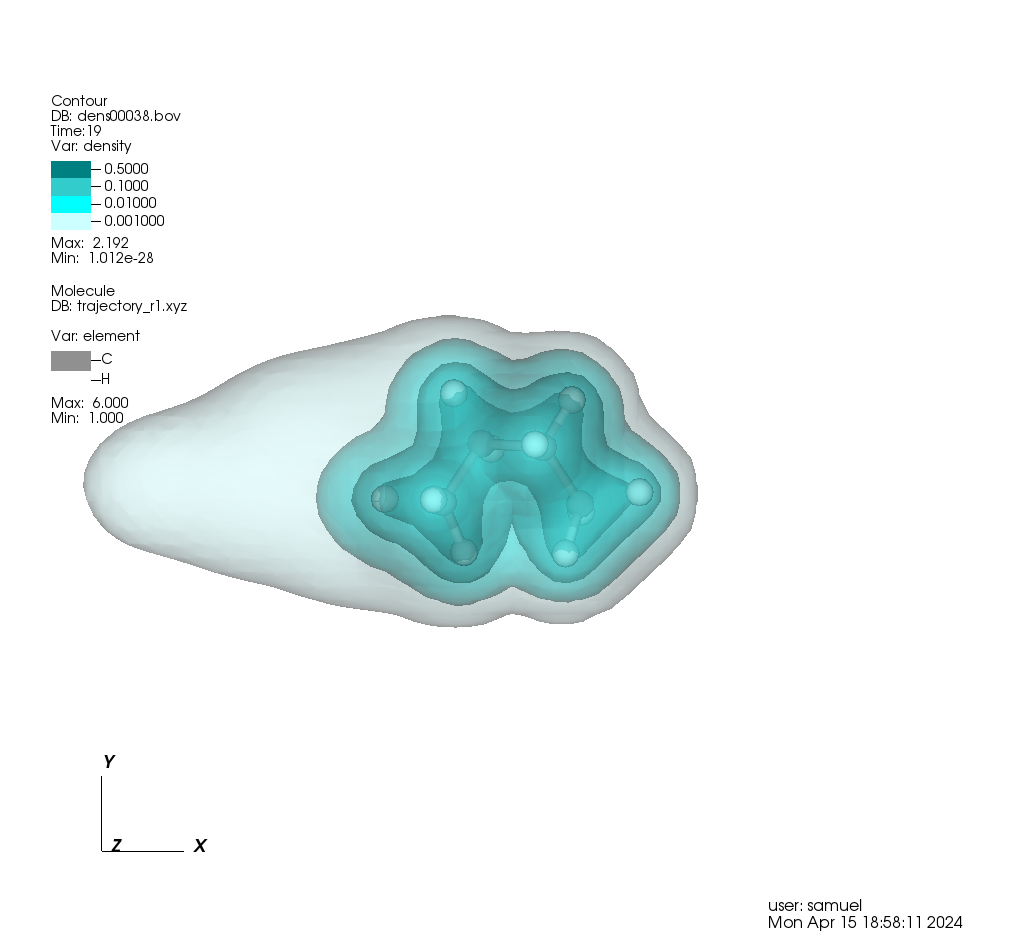 Contour
DB: dens00038.bov
Time:19
Var: density
0.5000
0.1000
0.01000
0.001000
Max: 2.192
Min: 1.012e-28
Molecule
DB: trajectory_r1.xyz
Var: element
C
H
Max: 6.000
Min: 1.000
Y
Z
X
user: samuel
Mon Apr 15 18:58:11 2024